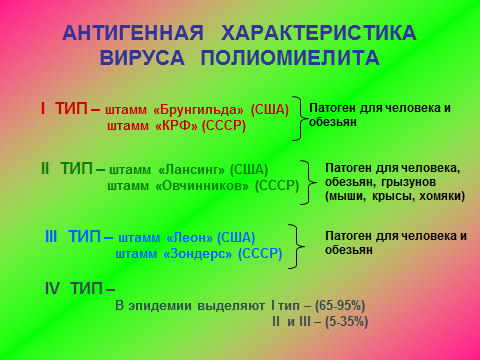 АНТИГЕННАЯ ХАРАКТЕРИСТИКА
ВИРУСА ПОЛИОМИЕЛИТА
I ТИП – штамм «Брунгильда» (США)
штамм «КРФ» (СССР)
Патоген для человека и
обезьян
II ТИП – штамм «Лансинг» (США)
штамм «Овчинников» (СССР)
Патоген для человека,
обезьян, грызунов
(мыши, крысы, хомяки)
III ТИП – штамм «Леон» (США)
штамм «Зондерс» (СССР)
Патоген для человека и
обезьян
IV ТИП –
В эпидемии выделяют I тип – (65-95%)
II и III – (5-35%)